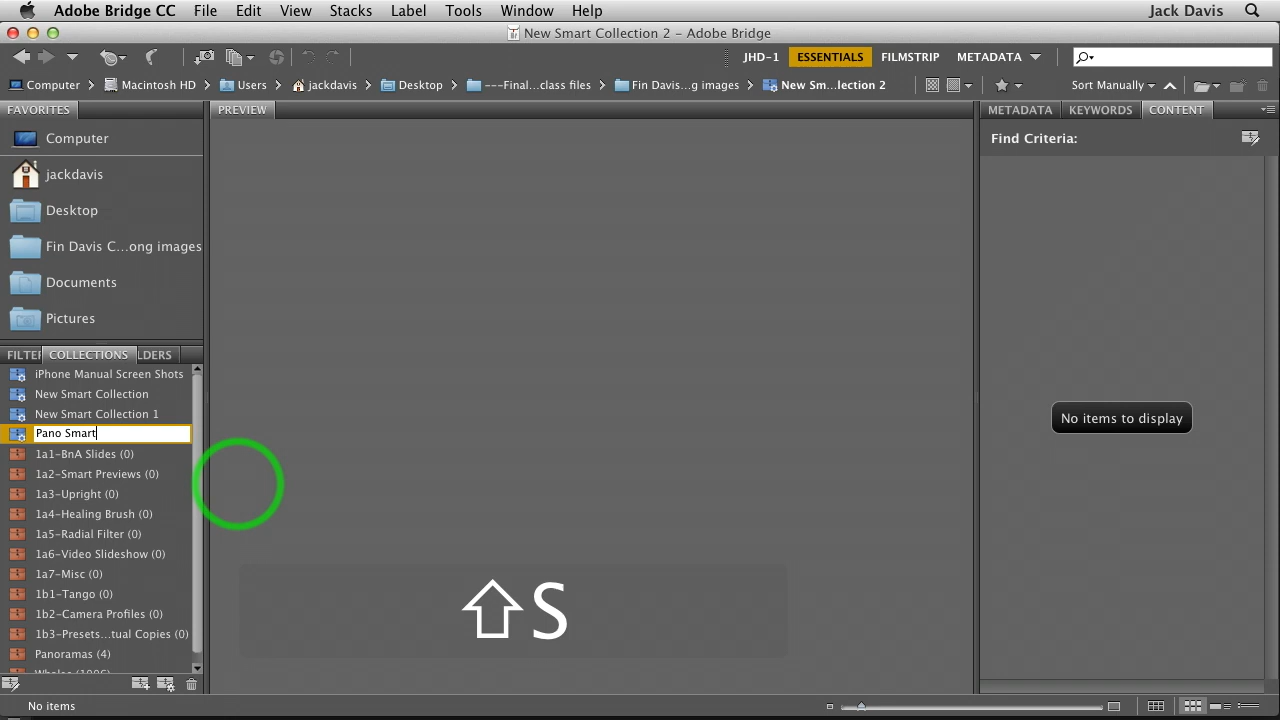 Adobe Bridge CC File Edit View Stacks Label Tools Window Help Jack Davis
New Smart Collection 2 – Adobe Bridge
JHD-1 ESSENTIALS FILMSTRIP METADATA
Computer Macintosh HD Users jackdavis Desktop ---Final...class files Fin Davis...g images New Sm...lection 2 Sort Manually
FAVORITES PREVIEW METADATA KEYWORDS CONTENT
Computer
Find Criteria:
jackdavis
Desktop
Fin Davis C...ong images
Documents
Pictures
FILTER COLLECTIONS LDERS
iPhone Manual Screen Shots
New Smart Collection
New Smart Collection 1
No items to display
Pano Smart
1a1-BnA Slides (0)
1a2-Smart Previews (0)
1a3-Upright (0)
1a4-Healing Brush (0)
1a5-Radial Filter (0)
1a6-Video Slideshow (0)
1a7-Misc (0)
1b1-Tango (0)
1b2-Camera Profiles (0)
1b3-Presets...tual Copies (0)
Panoramas (4)
⇧S
No items